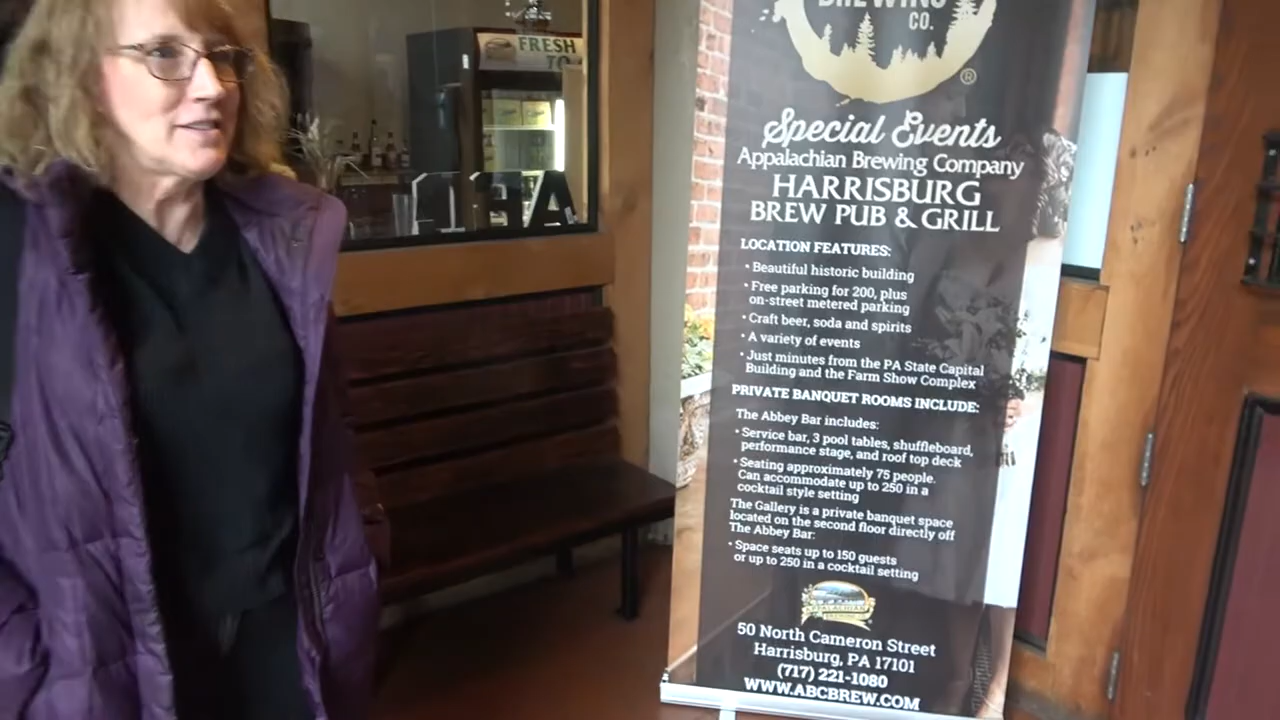 FRESH
TO
BREWING
CO.
®
Special Events
Appalachian Brewing Company
HARRISBURG
BREW PUB & GRILL
LOCATION FEATURES:
• Beautiful historic building
• Free parking for 200, plus
on-street metered parking
• Craft beer, soda and spirits
• A variety of events
• Just minutes from the PA State Capital
Building and the Farm Show Complex
PRIVATE BANQUET ROOMS INCLUDE:
The Abbey Bar includes:
• Service bar, 3 pool tables, shuffleboard,
performance stage, and roof top deck
• Seating approximately 75 people.
Can accommodate up to 250 in a
cocktail style setting
The Gallery is a private banquet space
located on the second floor directly off
The Abbey Bar:
• Space seats up to 150 guests
or up to 250 in a cocktail setting
APPALACHIAN
50 North Cameron Street
Harrisburg, PA 17101
(717) 221-1080
WWW.ABCBREW.COM